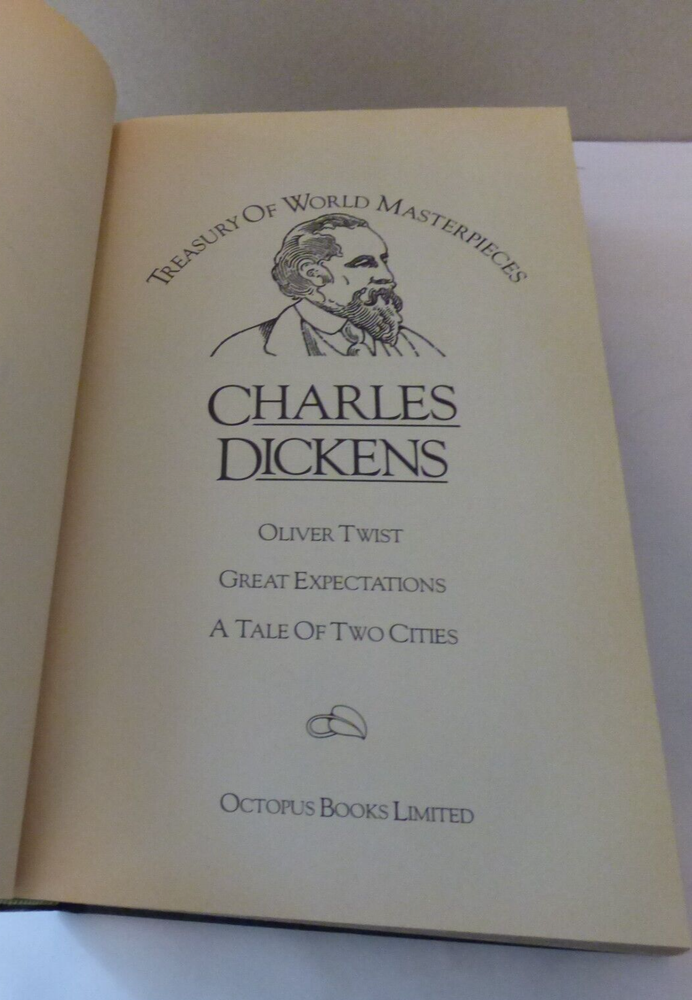 Treasury Of World Masterpieces
Charles
Dickens
Oliver Twist
Great Expectations
A Tale Of Two Cities
Octopus Books Limited